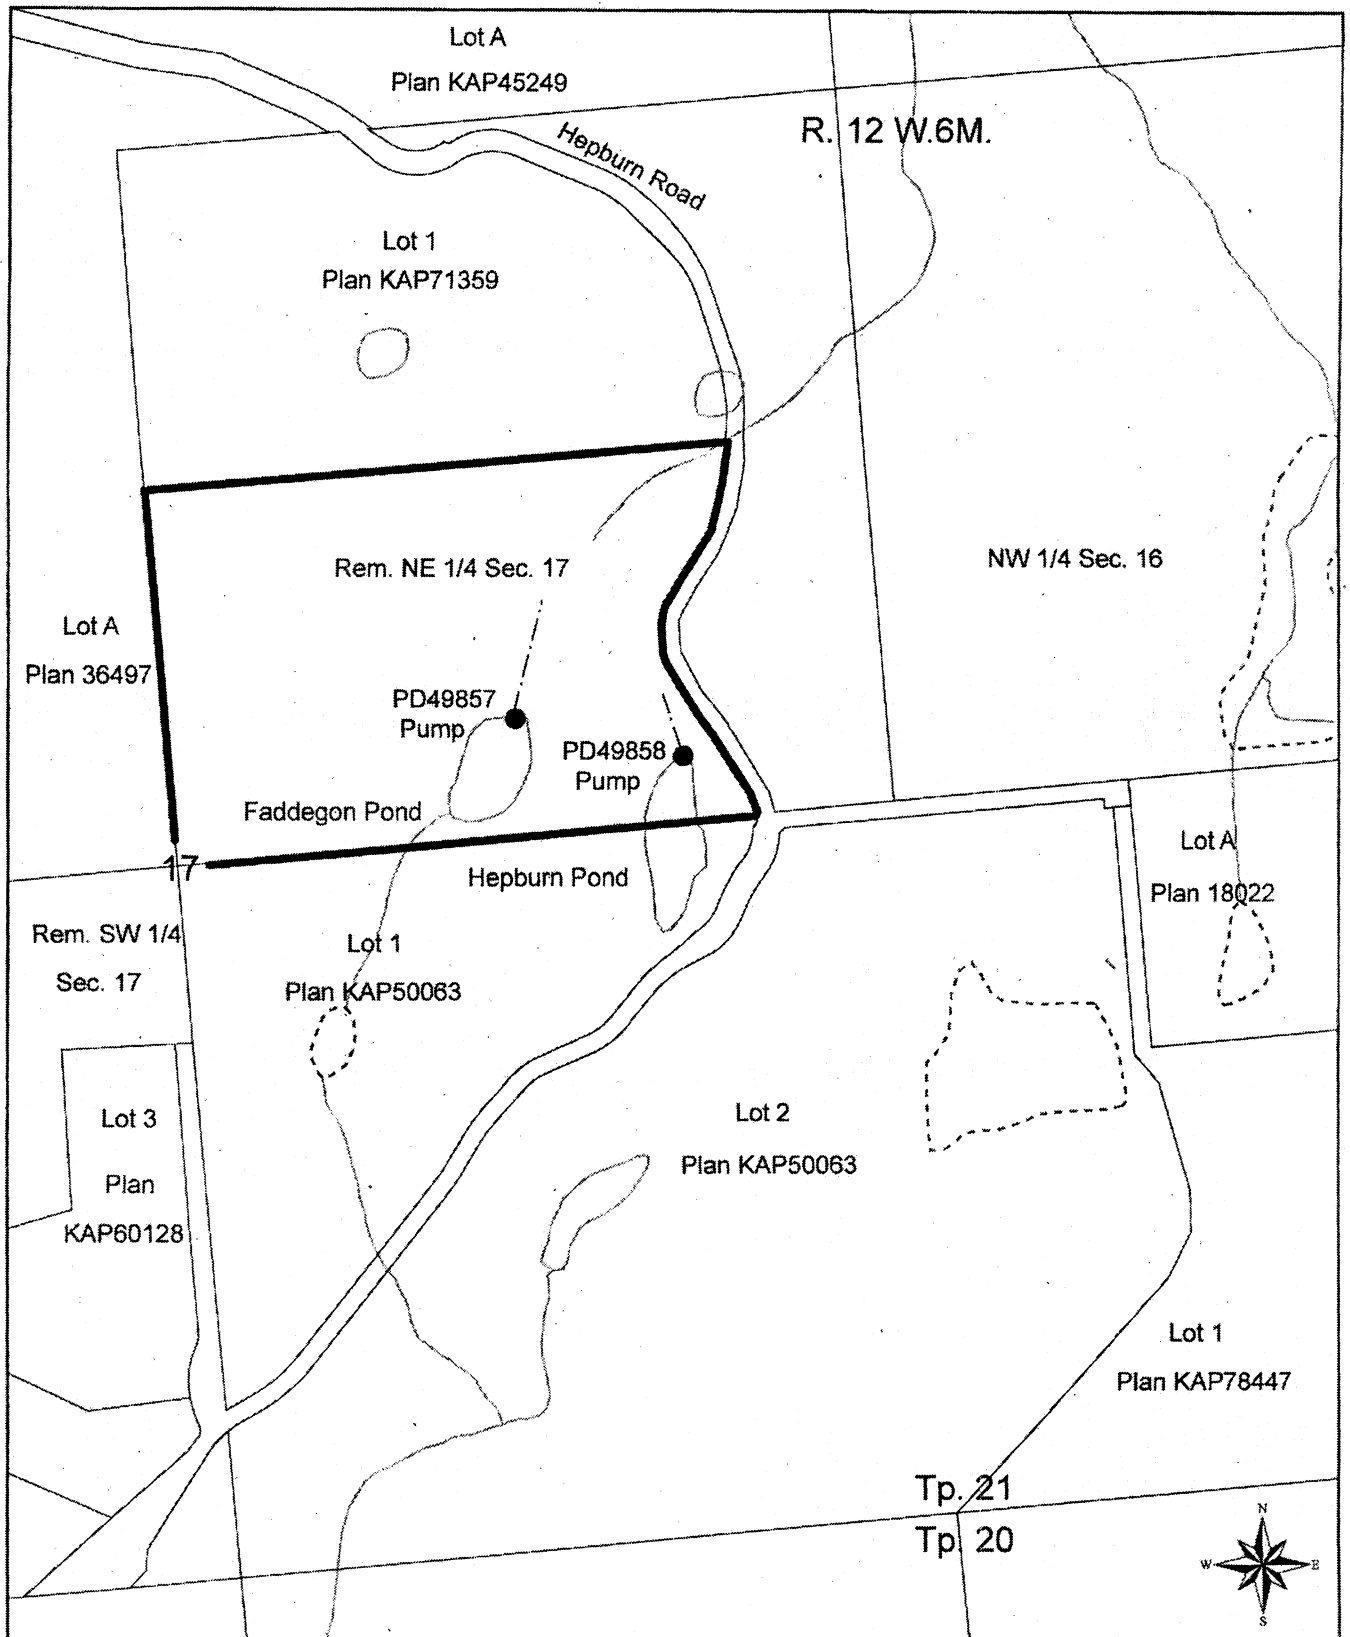 Lot A
Plan KAP45249
R. 12 W.6M.
Hepburn Road
Lot 1
Plan KAP71359
Rem. NE 1/4 Sec. 17
NW 1/4 Sec. 16
Lot A
Plan 36497
PD49857
Pump
PD49858
Pump
Faddegon Pond
17
Hepburn Pond
Lot A
Plan 18022
Rem. SW 1/4
Sec. 17
Lot 1
Plan KAP50063
Lot 3
Plan
KAP60128
Lot 2
Plan KAP50063
Lot 1
Plan KAP78447
Tp. 21
Tp. 20
N
W
E
S